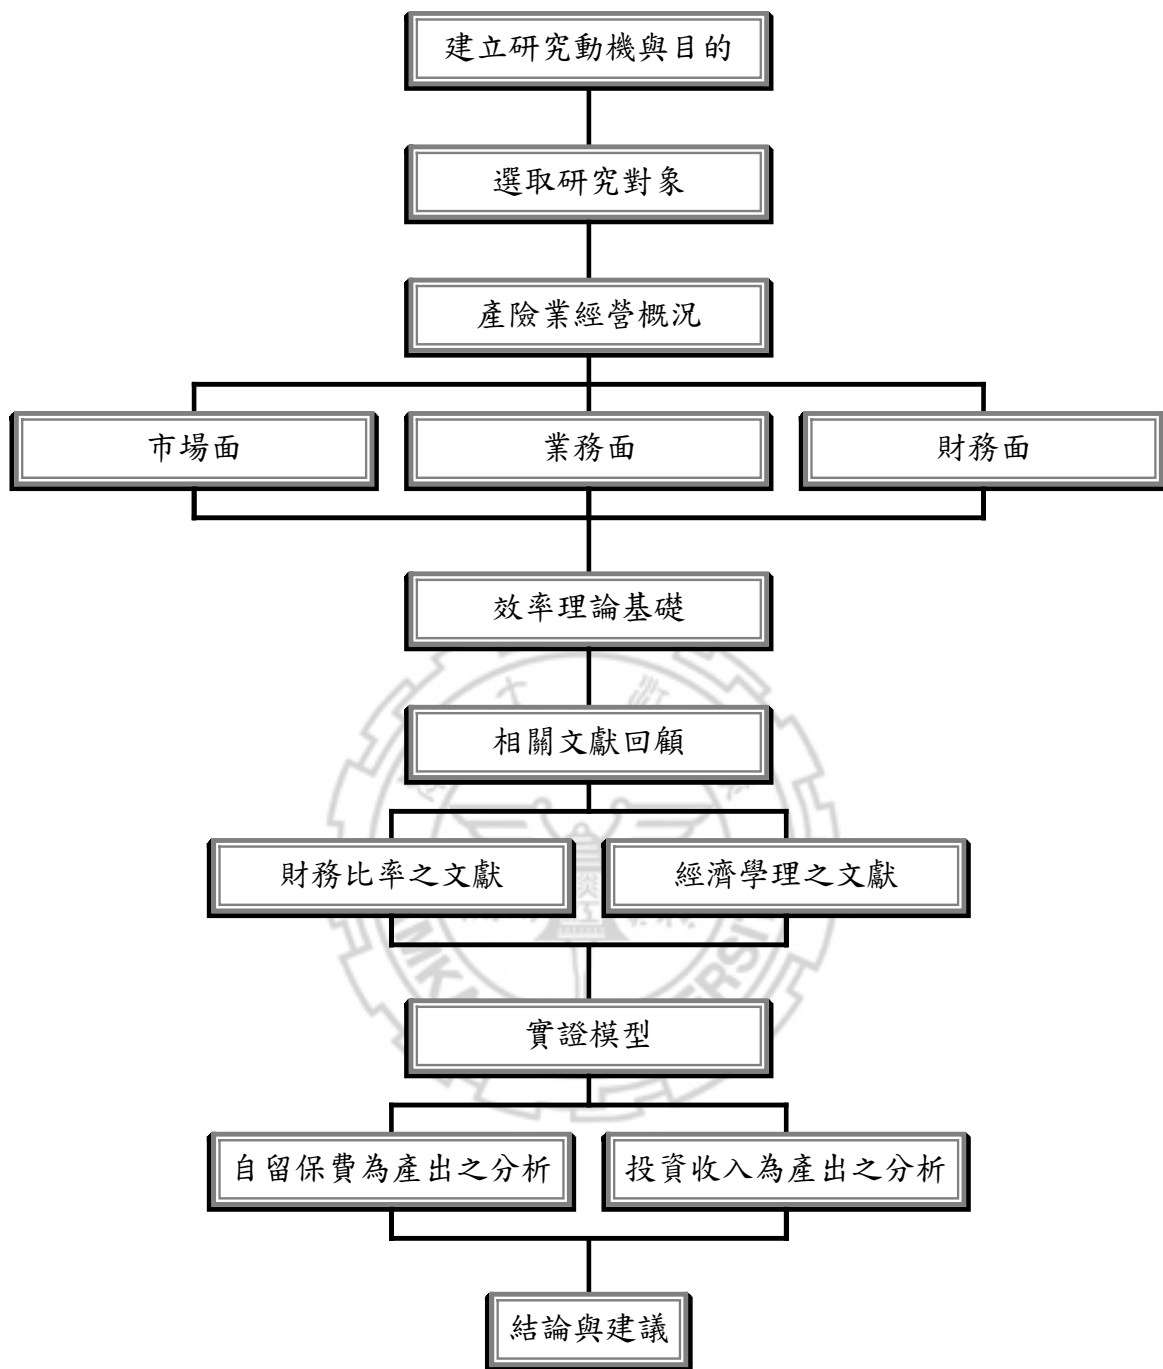 建立研究動機與目的
選取研究對象
產險業經營概況
市場面
業務面
財務面
效率理論基礎
相關文獻回顧
財務比率之文獻
經濟學理之文獻
實證模型
自留保費為產出之分析
投資收入為產出之分析
結論與建議